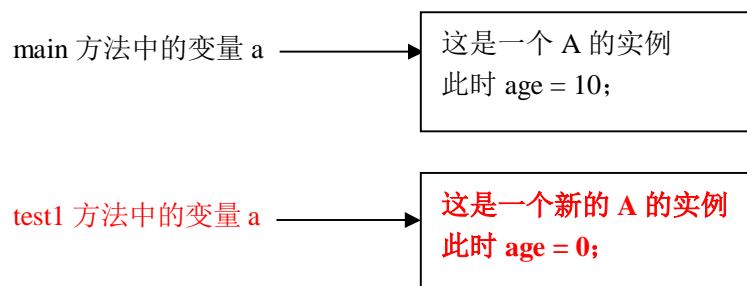 main 方法中的变量 a
这是一个 A 的实例
此时 age = 10；
test1 方法中的变量 a
这是一个新的 A 的实例
此时 age = 0；